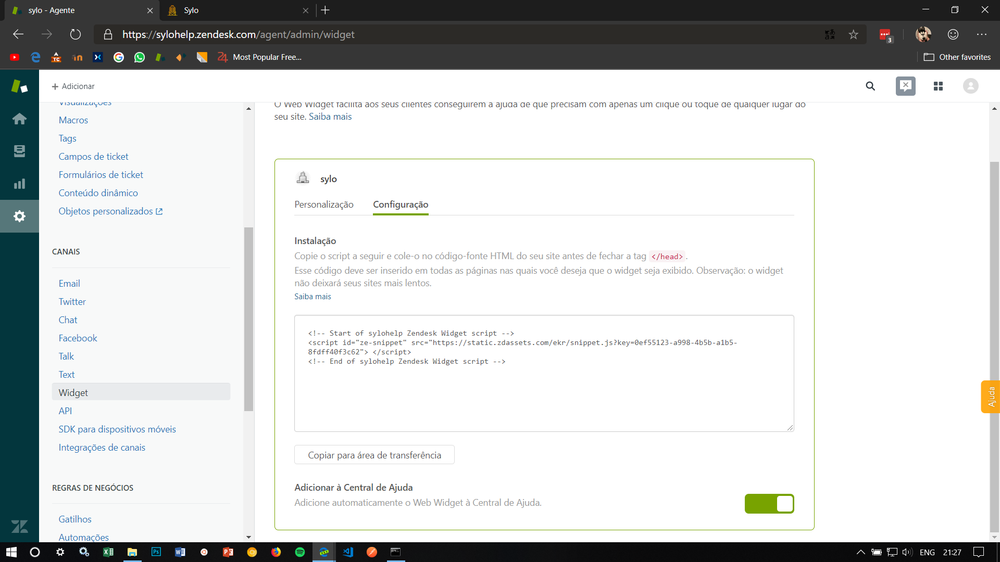 sylo - Agente
Sylo
https://sylohelp.zendesk.com/agent/admin/widget
3
TC
in
24 Most Popular Free...
Other favorites
+ Adicionar
Visualizações
Macros
Tags
Campos de ticket
Formulários de ticket
Conteúdo dinâmico
Objetos personalizados
CANAIS
Email
Twitter
Chat
Facebook
Talk
Text
Widget
API
SDK para dispositivos móveis
Integrações de canais
REGRAS DE NEGÓCIOS
Gatilhos
Automações
O Web Widget facilita aos seus clientes conseguirem a ajuda de que precisam com apenas um clique ou toque de qualquer lugar do
seu site. Saiba mais
sylo
Personalização
Configuração
Instalação
Copie o script a seguir e cole-o no código-fonte HTML do seu site antes de fechar a tag </head> .
Esse código deve ser inserido em todas as páginas nas quais você deseja que o widget seja exibido. Observação: o widget
não deixará seus sites mais lentos.
Saiba mais
<!-- Start of sylohelp Zendesk Widget script -->
<script id="ze-snippet" src="https://static.zdassets.com/ekr/snippet.js?key=0ef55123-a998-4b5b-a1b5-
8fdff40f3c62"> </script>
<!-- End of sylohelp Zendesk Widget script -->
Copiar para área de transferência
Adicionar à Central de Ajuda
Adicione automaticamente o Web Widget à Central de Ajuda.
Ajuda
Ps
ENG
21:27